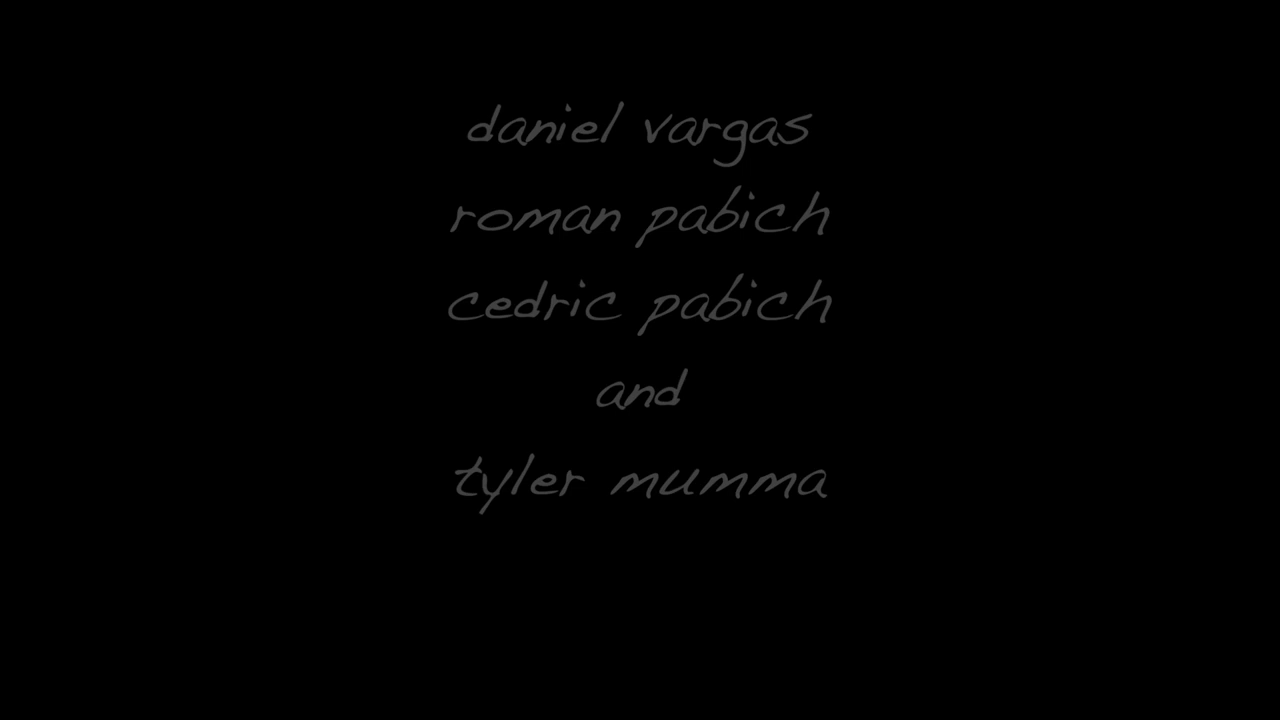 daniel vargas
roman pabich
cedric pabich
and
tyler mumma